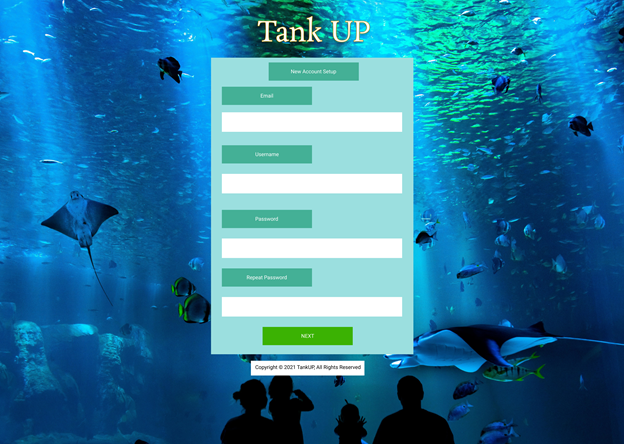 Tank UP
New Account Setup
Email
Username
Password
Repeat Password
NEXT
Copyright © 2021 TankUP, All Rights Reserved